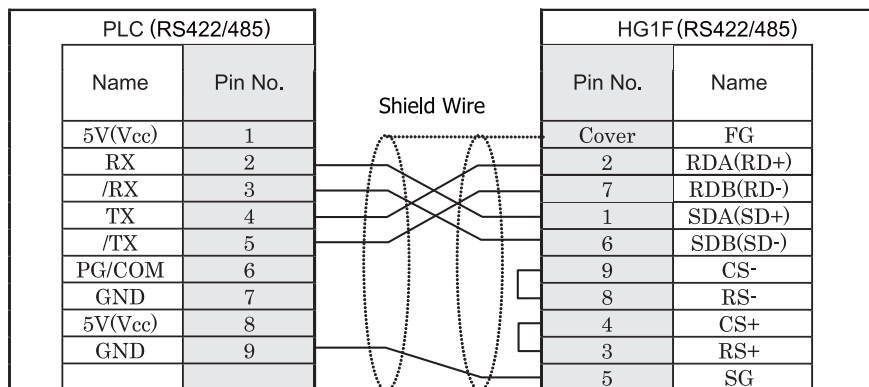 PLC (RS422/485) HG1F(RS422/485)
Name Pin No. Pin No. Name
Shield Wire
5V(Vcc) 1 Cover FG
RX 2 2 RDA(RD+)
/RX 3 7 RDB(RD-)
TX 4 1 SDA(SD+)
/TX 5 6 SDB(SD-)
PG/COM 6 9 CS-
GND 7 8 RS-
5V(Vcc) 8 4 CS+
GND 9 3 RS+
5 SG